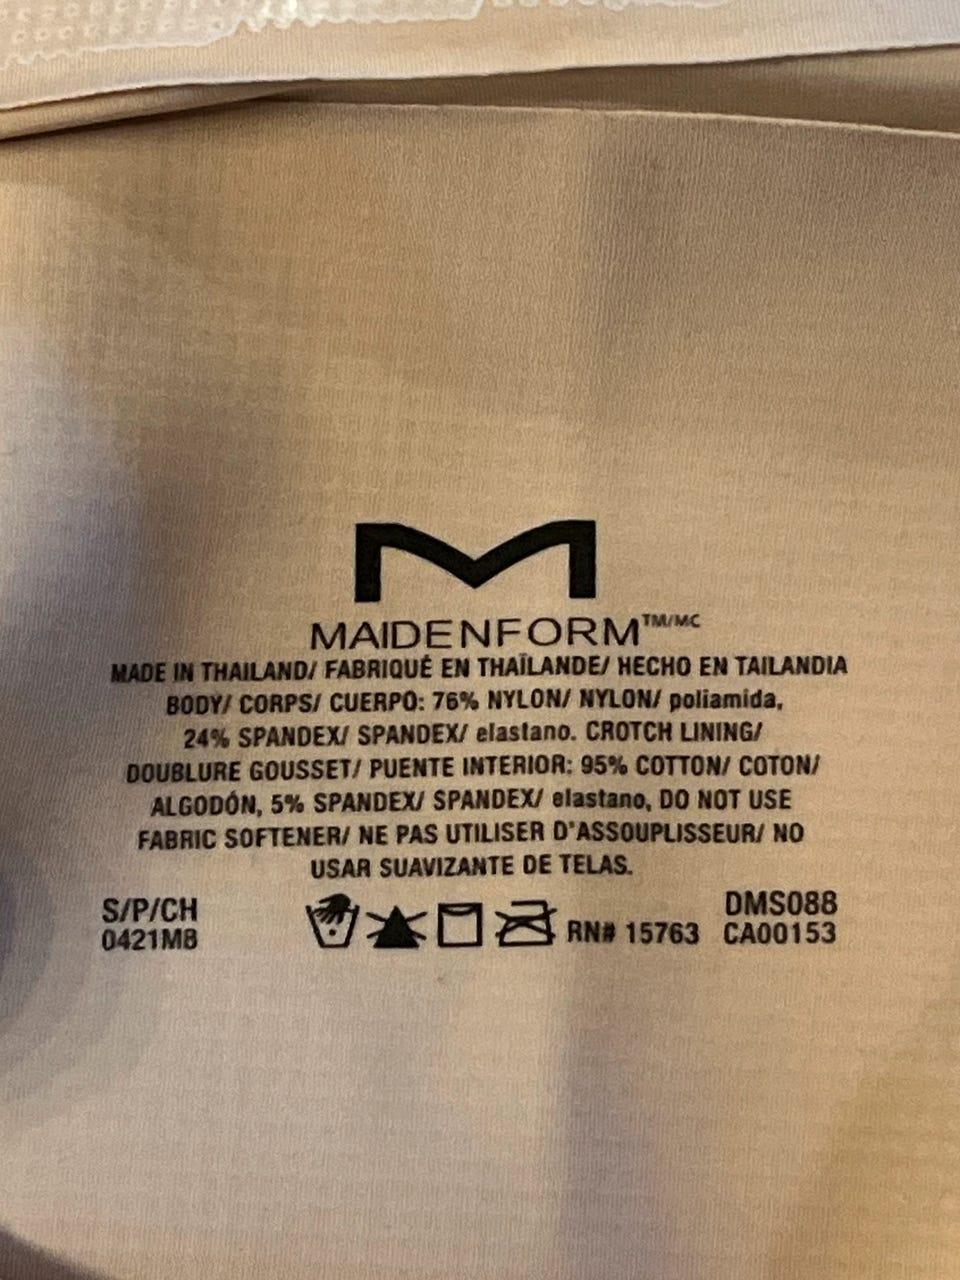 MAIDENFORM™/MC
MADE IN THAILAND/ FABRIQUÉ EN THAÏLANDE/ HECHO EN TAILANDIA
BODY/ CORPS/ CUERPO: 76% NYLON/ NYLON/ poliamida,
24% SPANDEX/ SPANDEX/ elastano. CROTCH LINING/
DOUBLURE GOUSSET/ PUENTE INTERIOR: 95% COTTON/ COTON/
ALGODÓN, 5% SPANDEX/ SPANDEX/ elastano, DO NOT USE
FABRIC SOFTENER/ NE PAS UTILISER D'ASSOUPLISSEUR/ NO
USAR SUAVIZANTE DE TELAS.
S/P/CH
0421M8
RN# 15763
DMS088
CA00153